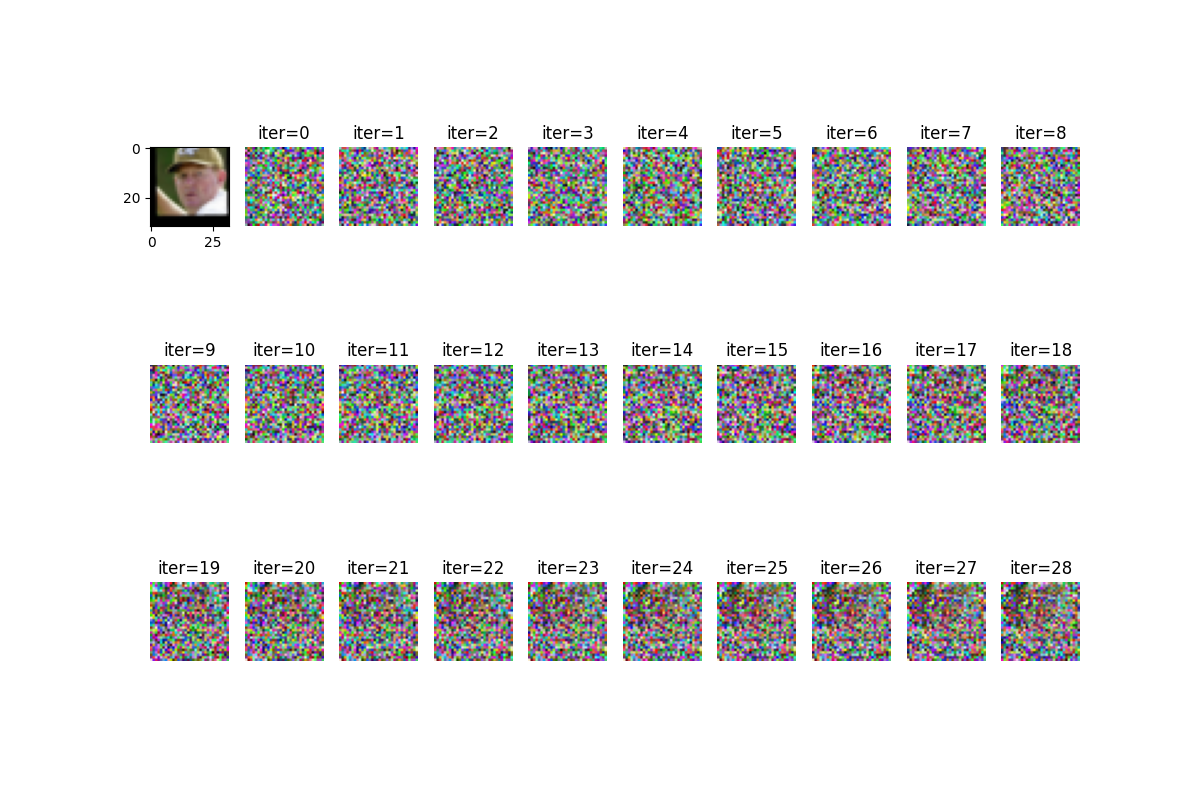 iter=0 iter=1 iter=2 iter=3 iter=4 iter=5 iter=6 iter=7 iter=8
0
20
0 25
iter=9 iter=10 iter=11 iter=12 iter=13 iter=14 iter=15 iter=16 iter=17 iter=18
iter=19 iter=20 iter=21 iter=22 iter=23 iter=24 iter=25 iter=26 iter=27 iter=28